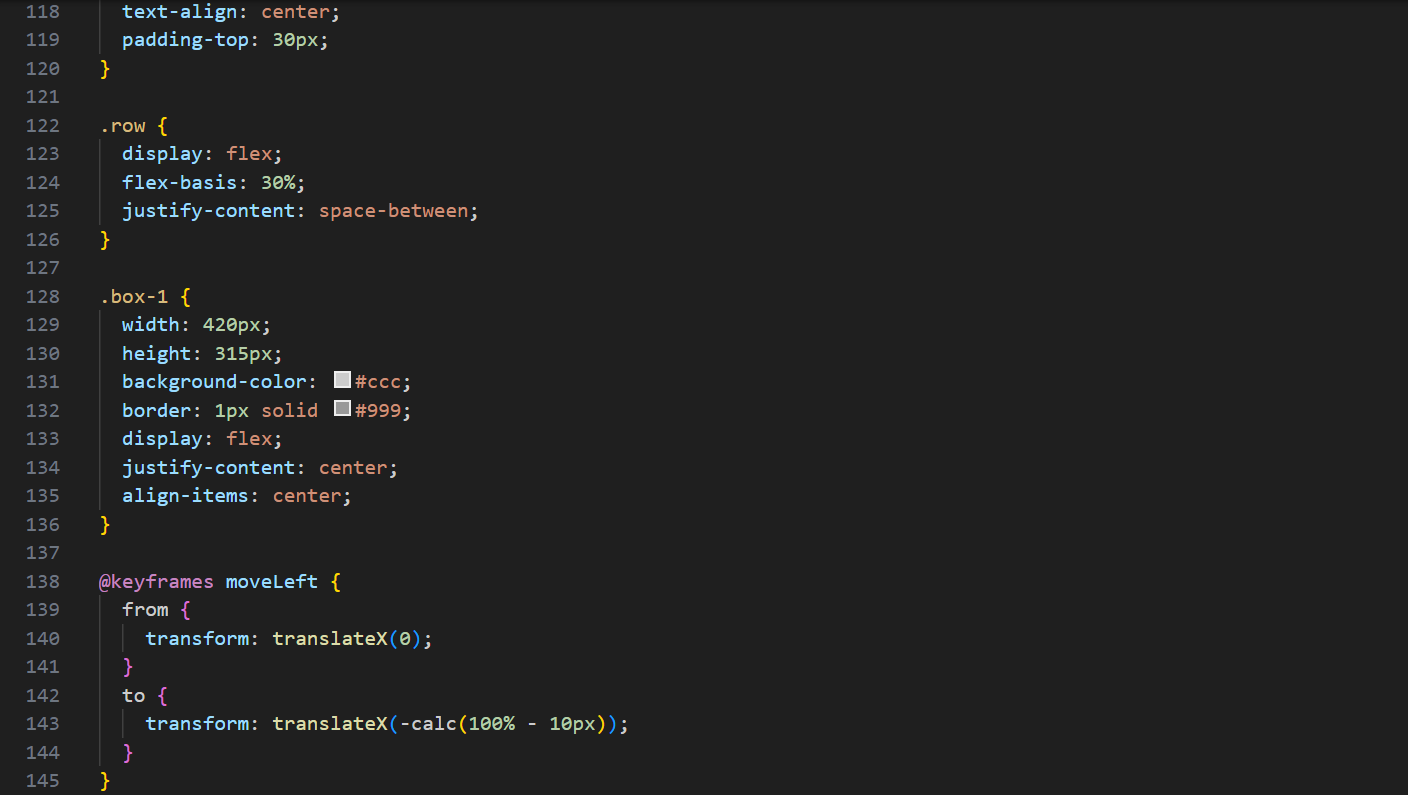 118 text-align: center;
119 padding-top: 30px;
120 }
121
122 .row {
123 display: flex;
124 flex-basis: 30%;
125 justify-content: space-between;
126 }
127
128 .box-1 {
129 width: 420px;
130 height: 315px;
131 background-color: #ccc;
132 border: 1px solid #999;
133 display: flex;
134 justify-content: center;
135 align-items: center;
136 }
137
138 @keyframes moveLeft {
139 from {
140 transform: translateX(0);
141 }
142 to {
143 transform: translateX(-calc(100% - 10px));
144 }
145 }